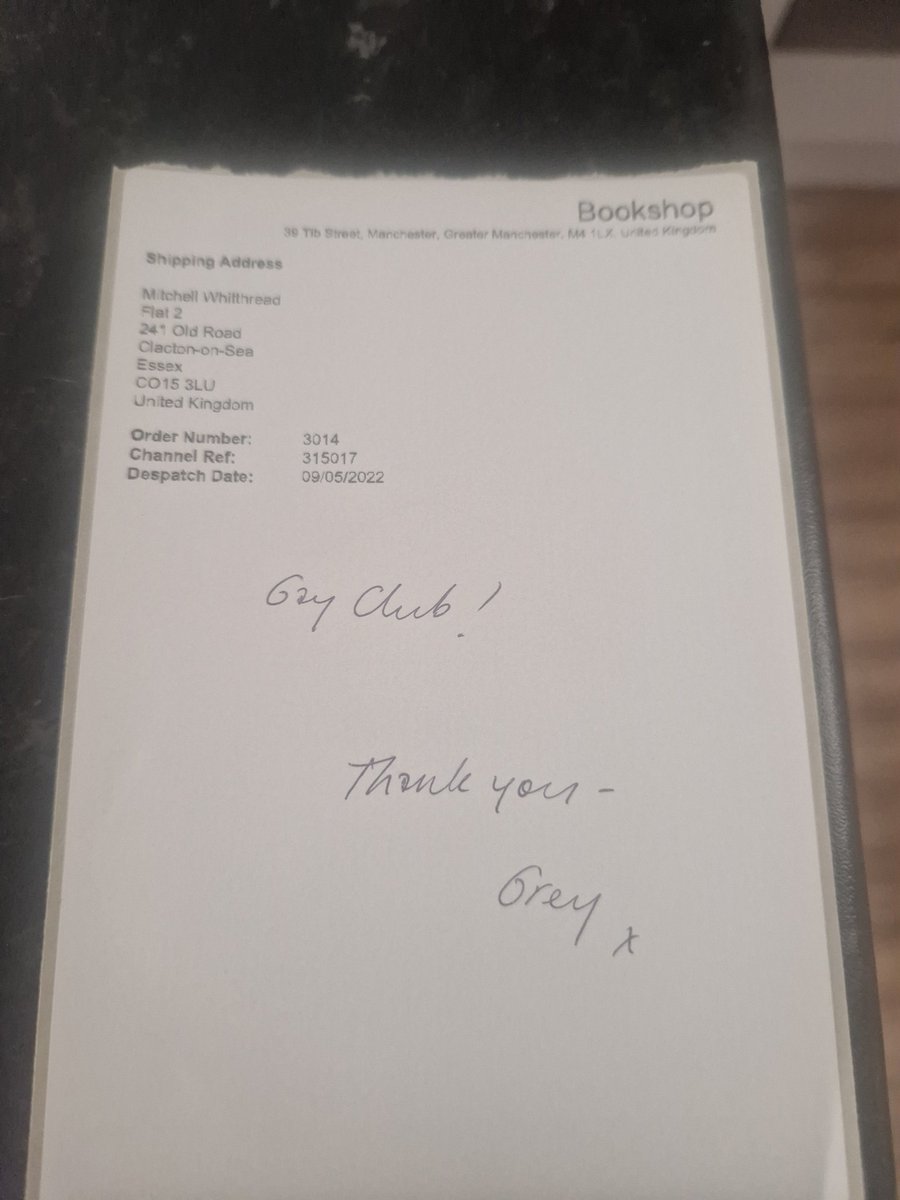 Bookshop
39 Tib Street, Manchester, Greater Manchester, M4 1LX, United Kingdom
Shipping Address
Mitchell Whitthread
Flat 2
241 Old Road
Clacton-on-Sea
Essex
CO15 3LU
United Kingdom
Order Number: 3014
Channel Ref: 315017
Despatch Date: 09/05/2022
Gay Club!
Thank you -
Grey x